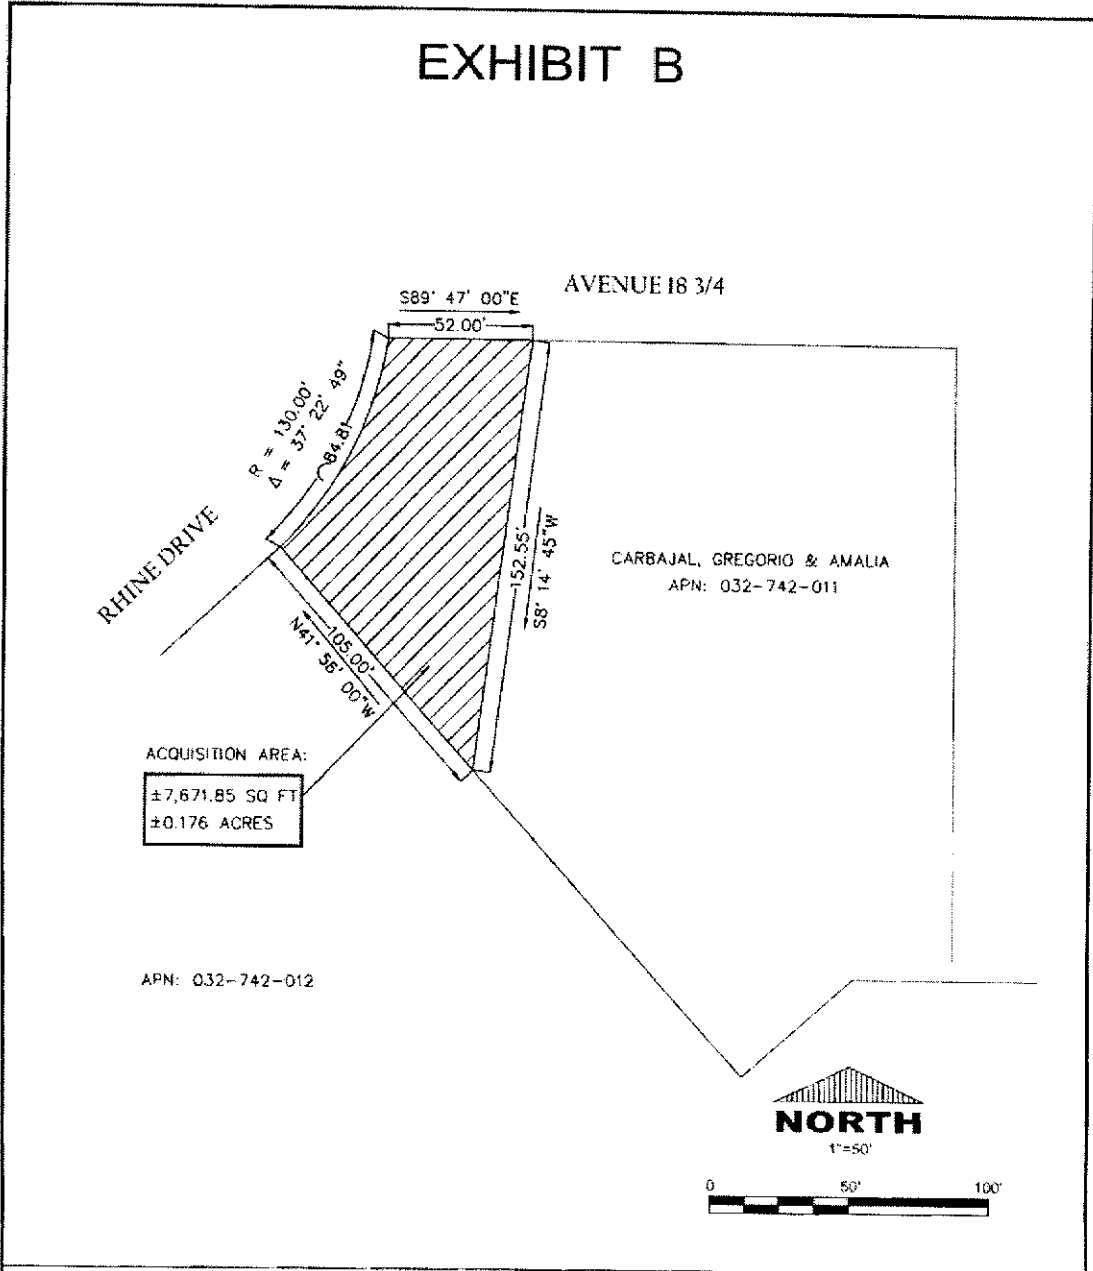 EXHIBIT B
AVENUE 18 3/4
S89° 47' 00"E
52.00'
R = 130.00'
Δ = 37° 22' 49"
84.81
RHINE DRIVE
152.55'
S8° 14' 45"W
CARBAJAL, GREGORIO & AMALIA
APN: 032-742-011
105.00'
N41° 58' 00"W
ACQUISITION AREA:
±7,671.85 SQ FT
±0.176 ACRES
APN: 032-742-012
NORTH
1"=50'
0 50' 100'